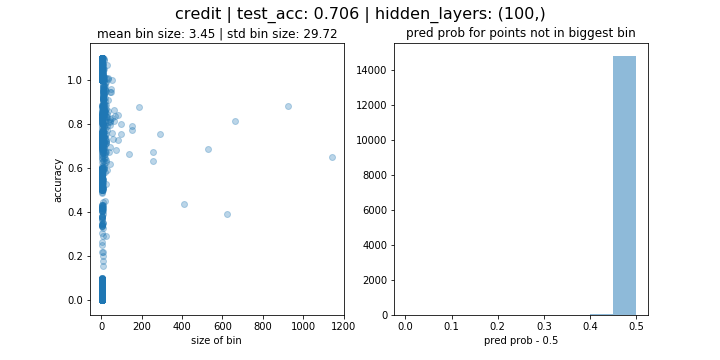 credit | test_acc: 0.706 | hidden_layers: (100,)
mean bin size: 3.45 | std bin size: 29.72
accuracy
1.0
0.8
0.6
0.4
0.2
0.0
0 200 400 600 800 1000 1200
size of bin
pred prob for points not in biggest bin
14000
12000
10000
8000
6000
4000
2000
0
0.0 0.1 0.2 0.3 0.4 0.5
pred prob - 0.5